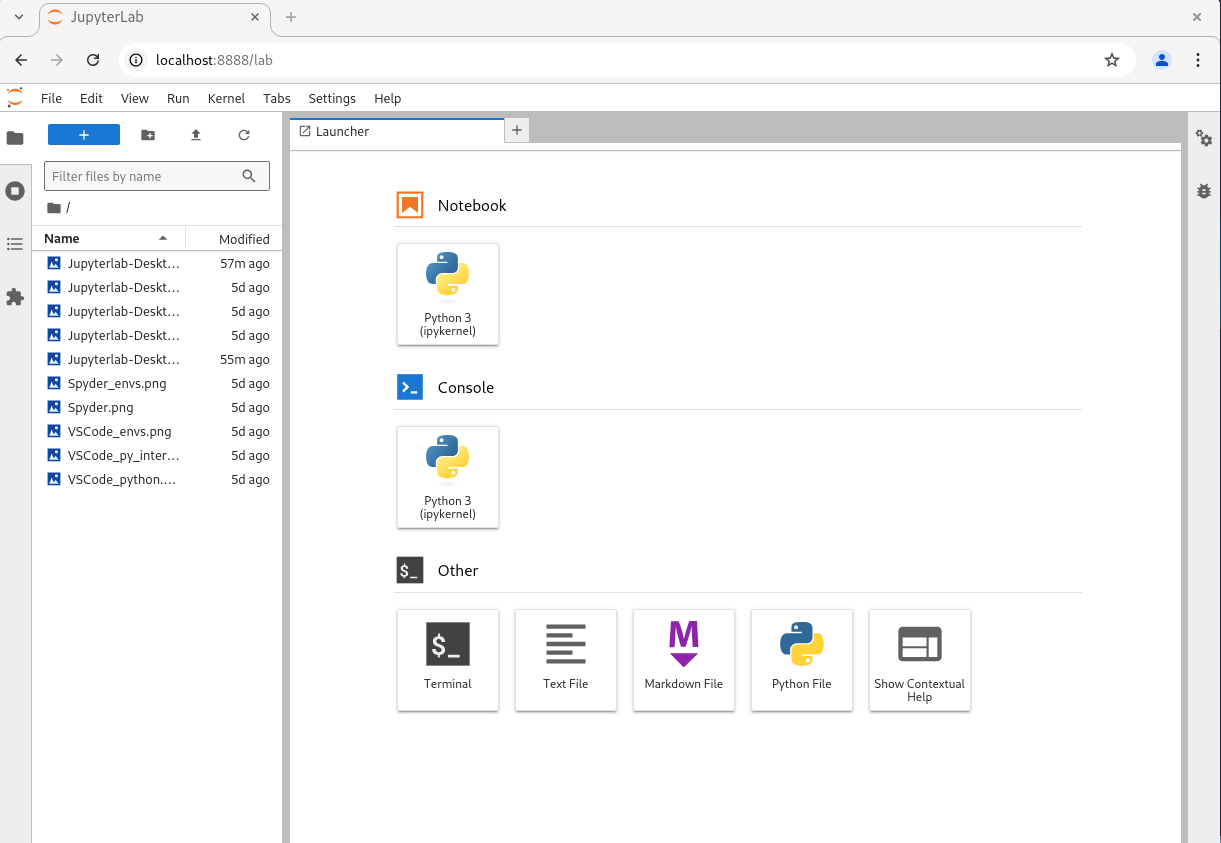 JupyterLab
localhost:8888/lab
File Edit View Run Kernel Tabs Settings Help
Launcher
Filter files by name
/
Name Modified
Jupyterlab-Deskt... 57m ago
Jupyterlab-Deskt... 5d ago
Jupyterlab-Deskt... 5d ago
Jupyterlab-Deskt... 5d ago
Jupyterlab-Deskt... 55m ago
Spyder_envs.png 5d ago
Spyder.png 5d ago
VSCode_envs.png 5d ago
VSCode_py_inter... 5d ago
VSCode_python.... 5d ago
Notebook
Python 3
(ipykernel)
Console
Python 3
(ipykernel)
$_ Other
$_
M
Terminal
Text File
Markdown File
Python File
Show Contextual
Help